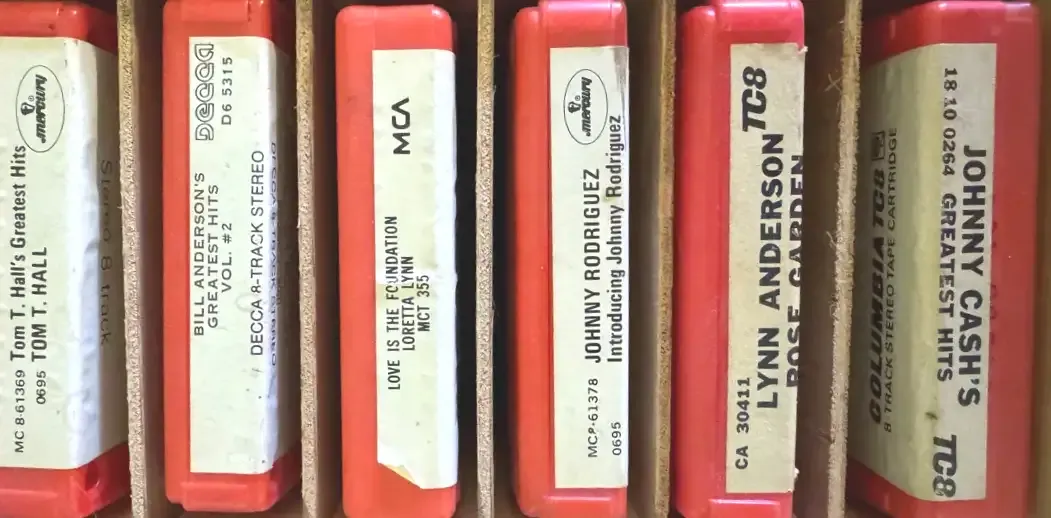 mercury
MC 8-61369 Tom T. Hall's Greatest Hits
0695 TOM T. HALL
Stereo 8 track
DECCA
D6 5315
BILL ANDERSON'S
GREATEST HITS
VOL. #2
DECCA 8-TRACK STEREO
MCA
LOVE IS THE FOUNDATION
LORETTA LYNN
MCT 355
mercury
MCP-61378 JOHNNY RODRIGUEZ
0695 Introducing Johnny Rodriguez
TC8
CA 30411
LYNN ANDERSON
ROSE GARDEN
COLUMBIA TC8
8 TRACK STEREO TAPE CARTRIDGE
18 10 0264 GREATEST HITS
JOHNNY CASH'S
TC8